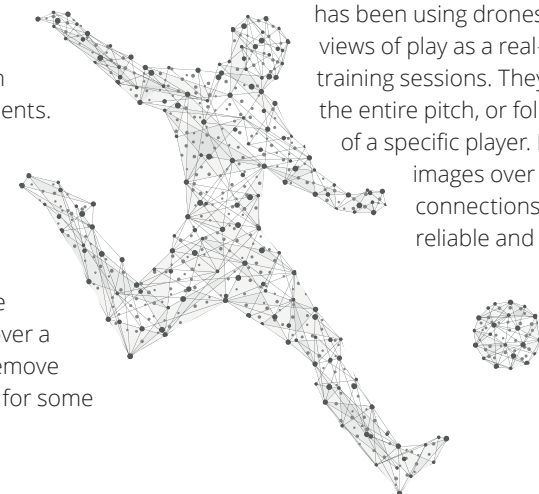 ents.
ver a
emove
for some
has been using drones
views of play as a real-
training sessions. They
the entire pitch, or fol
of a specific player.
images over
connections
reliable and